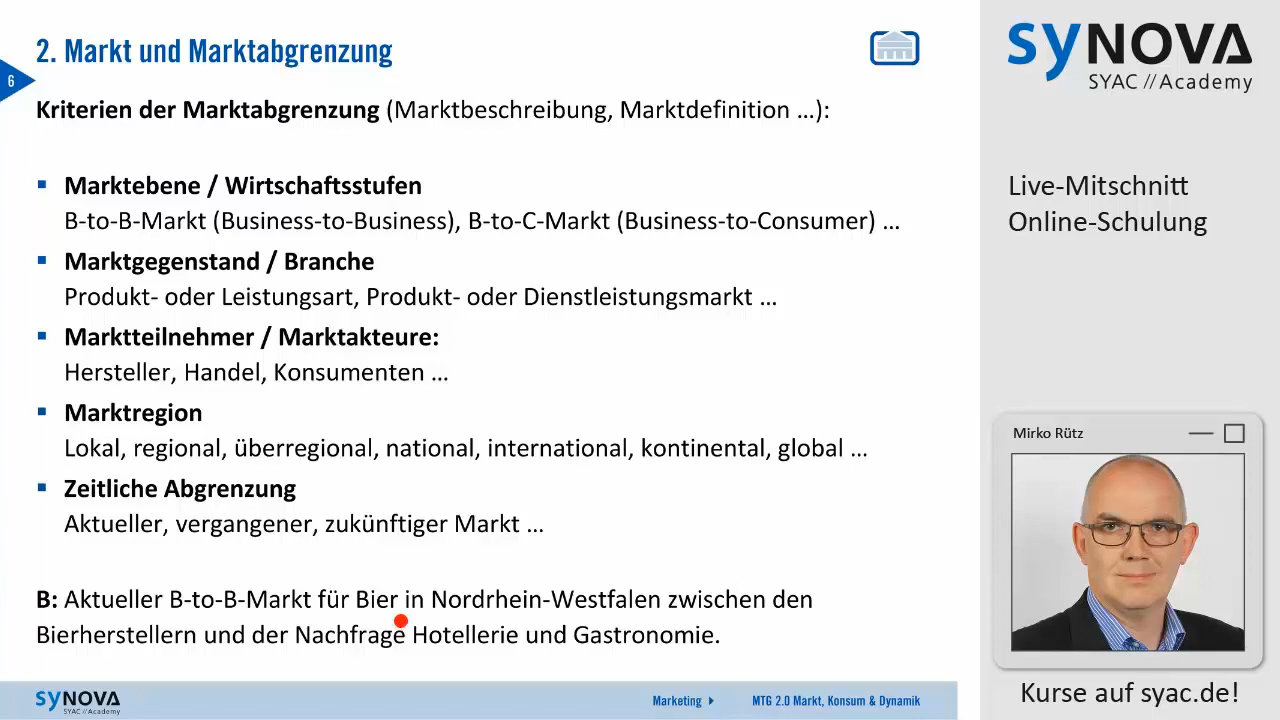 2. Markt und Marktabgrenzung
6
Kriterien der Marktabgrenzung (Marktbeschreibung, Marktdefinition …):
Marktebene / Wirtschaftsstufen
B-to-B-Markt (Business-to-Business), B-to-C-Markt (Business-to-Consumer) …
Marktgegenstand / Branche
Produkt- oder Leistungsart, Produkt- oder Dienstleistungsmarkt …
Marktteilnehmer / Marktakteure:
Hersteller, Handel, Konsumenten …
Marktregion
Lokal, regional, überregional, national, international, kontinental, global …
Zeitliche Abgrenzung
Aktueller, vergangener, zukünftiger Markt …
B: Aktueller B-to-B-Markt für Bier in Nordrhein-Westfalen zwischen den
Bierherstellern und der Nachfrage Hotellerie und Gastronomie.
SYNOVA
SYAC // Academy
Marketing
MTG 2.0 Markt, Konsum & Dynamik
SYNOVA
SYAC // Academy
Live-Mitschnitt
Online-Schulung
Mirko Rütz
Kurse auf syac.de!